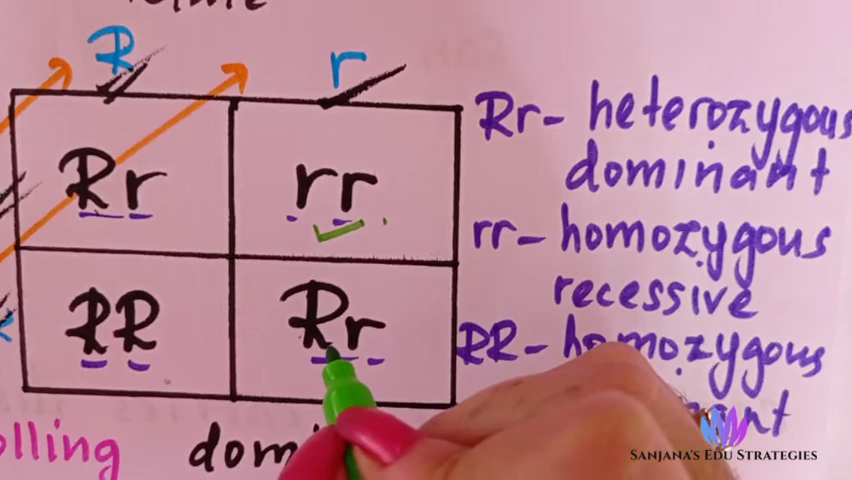 R r
Rr rr
RR Rr
Rr- heterozygous
dominant
rr- homozygous
recessive
RR- homozygous
olling
SANJANA'S EDU STRATEGIES